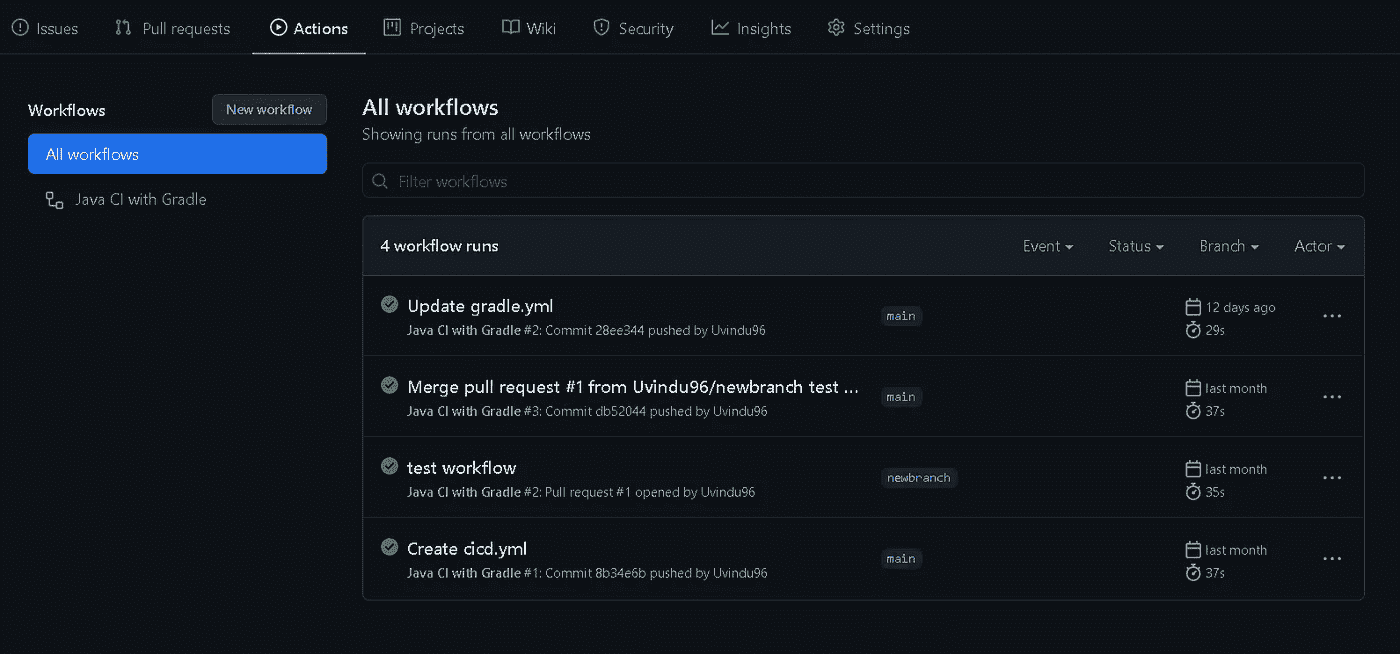 Issues Pull requests Actions Projects Wiki Security Insights Settings
Workflows
New workflow
All workflows
Java CI with Gradle
All workflows
Showing runs from all workflows
Filter workflows
4 workflow runs Event Status Branch Actor
Update gradle.yml
Java CI with Gradle #2: Commit 28ee344 pushed by Uvindu96
main
12 days ago
29s
Merge pull request #1 from Uvindu96/newbranch test ...
Java CI with Gradle #3: Commit db52044 pushed by Uvindu96
main
last month
37s
test workflow
Java CI with Gradle #2: Pull request #1 opened by Uvindu96
newbranch
last month
35s
Create cicd.yml
Java CI with Gradle #1: Commit 8b34e6b pushed by Uvindu96
main
last month
37s